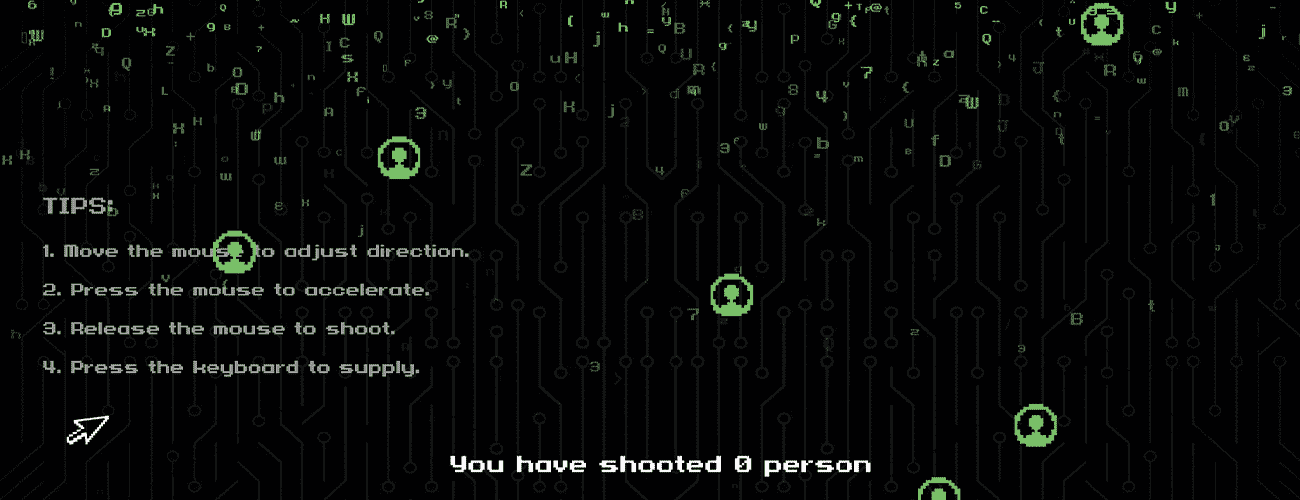 TIPS:
1. Move the mouse to adjust direction.
2. Press the mouse to accelerate.
3. Release the mouse to shoot.
4. Press the keyboard to supply.
You have shooted 0 person